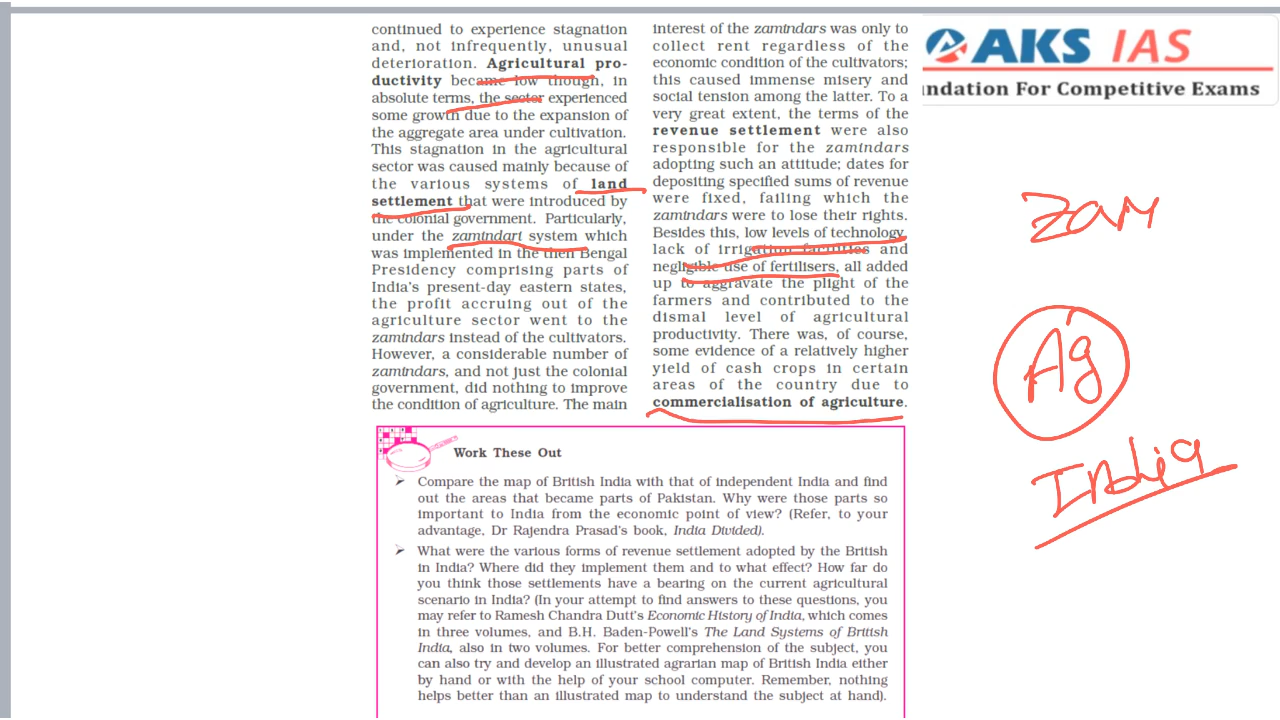 continued to experience stagnation
and, not infrequently, unusual
deterioration. Agricultural pro-
ductivity became low though, in
absolute terms, the sector experienced
some growth due to the expansion of
the aggregate area under cultivation.
This stagnation in the agricultural
sector was caused mainly because of
the various systems of land
settlement that were introduced by
the colonial government. Particularly,
under the zamindari system which
was implemented in the then Bengal
Presidency comprising parts of
India's present-day eastern states,
the profit accruing out of the
agriculture sector went to the
zamindars instead of the cultivators.
However, a considerable number of
zamindars, and not just the colonial
government, did nothing to improve
the condition of agriculture. The main
interest of the zamindars was only to
collect rent regardless of the
economic condition of the cultivators;
this caused immense misery and
social tension among the latter. To a
very great extent, the terms of the
revenue settlement were also
responsible for the zamindars
adopting such an attitude; dates for
depositing specified sums of revenue
were fixed, failing which the
zamindars were to lose their rights.
Besides this, low levels of technology,
lack of irrigation facilities and
negligible use of fertilisers, all added
up to aggravate the plight of the
farmers and contributed to the
dismal level of agricultural
productivity. There was, of course,
some evidence of a relatively higher
yield of cash crops in certain
areas of the country due to
commercialisation of agriculture.
Work These Out
➢ Compare the map of British India with that of independent India and find
out the areas that became parts of Pakistan. Why were those parts so
important to India from the economic point of view? (Refer, to your
advantage, Dr Rajendra Prasad's book, India Divided).
➢ What were the various forms of revenue settlement adopted by the British
in India? Where did they implement them and to what effect? How far do
you think those settlements have a bearing on the current agricultural
scenario in India? (In your attempt to find answers to these questions, you
may refer to Ramesh Chandra Dutt's Economic History of India, which comes
in three volumes, and B.H. Baden-Powell's The Land Systems of British
India, also in two volumes. For better comprehension of the subject, you
can also try and develop an illustrated agrarian map of British India either
by hand or with the help of your school computer. Remember, nothing
helps better than an illustrated map to understand the subject at hand).
AKS IAS
undation For Competitive Exams
Zam
Ag
India